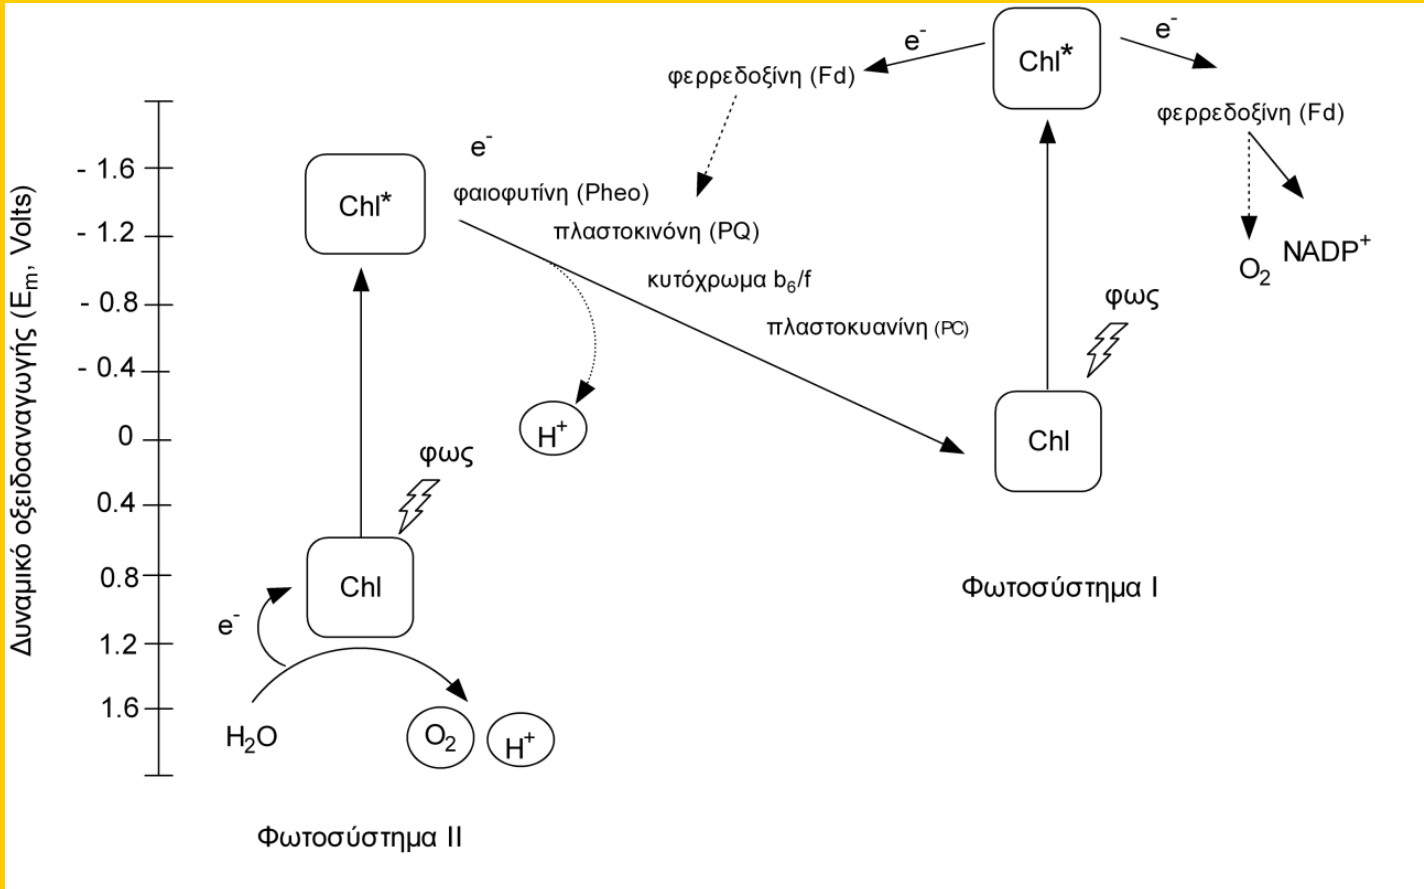 Δυναμικό οξειδοαναγωγής (Em, Volts)
- 1.6
- 1.2
- 0.8
- 0.4
0
0.4
0.8
1.2
1.6
Chl*
e-
φαιοφυτίνη (Pheo)
πλαστοκινόνη (PQ)
κυτόχρωμα b6/f
πλαστοκυανίνη (PC)
H+
φως
Chl
e-
H2O
O2
H+
Φωτοσύστημα II
φερρεδοξίνη (Fd)
e-
Chl*
e-
φερρεδοξίνη (Fd)
O2
NADP+
φως
Chl
Φωτοσύστημα I